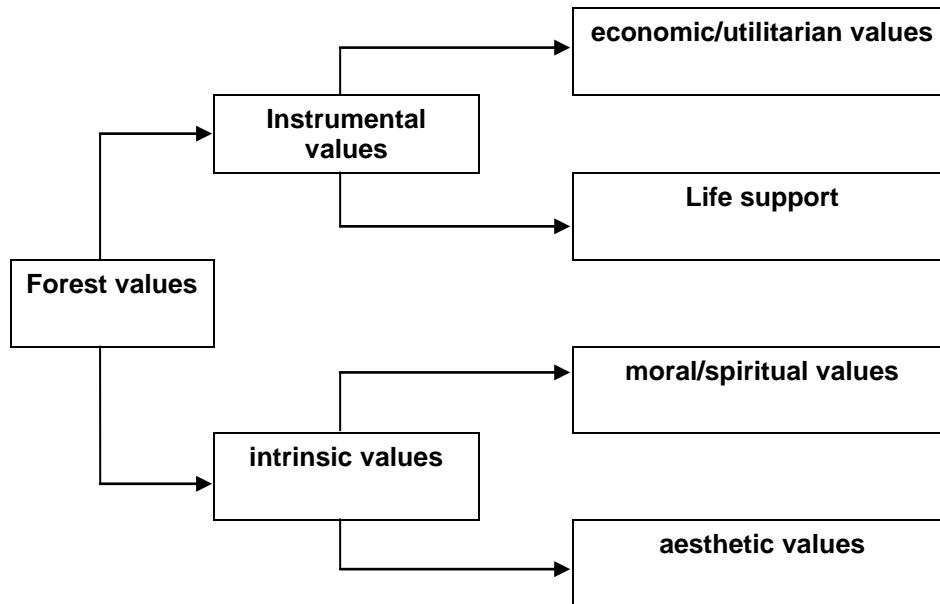 economic/utilitarian values
Instrumental
values
Life support
Forest values
moral/spiritual values
intrinsic values
aesthetic values